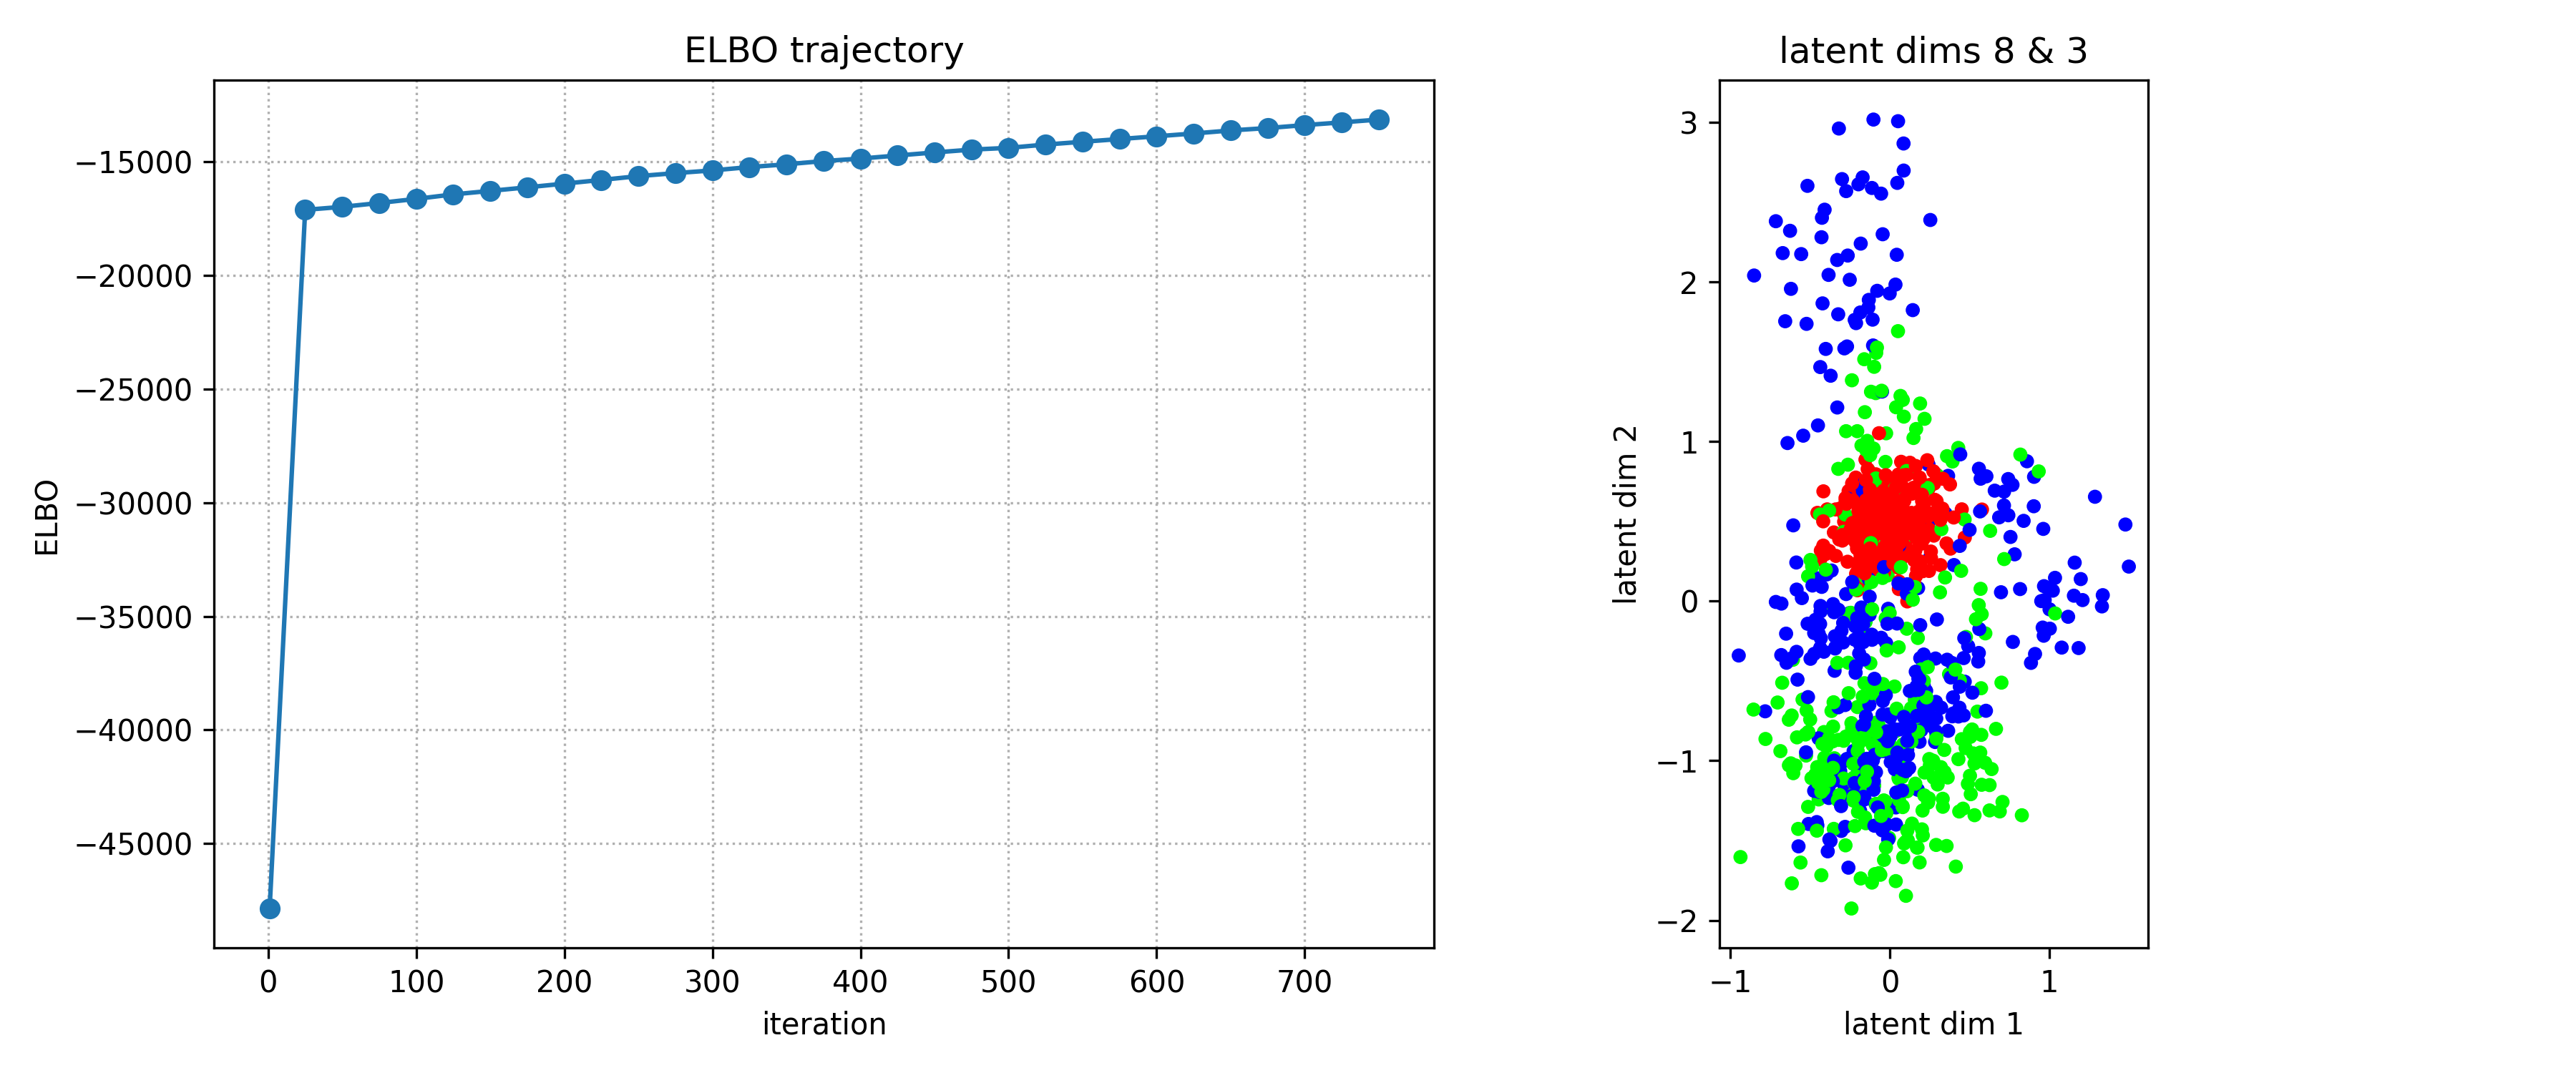 ELBO trajectory
ELBO
−15000
−20000
−25000
−30000
−35000
−40000
−45000
0 100 200 300 400 500 600 700
iteration
latent dims 8 & 3
latent dim 2
3
2
1
0
−1
−2
−1 0 1
latent dim 1